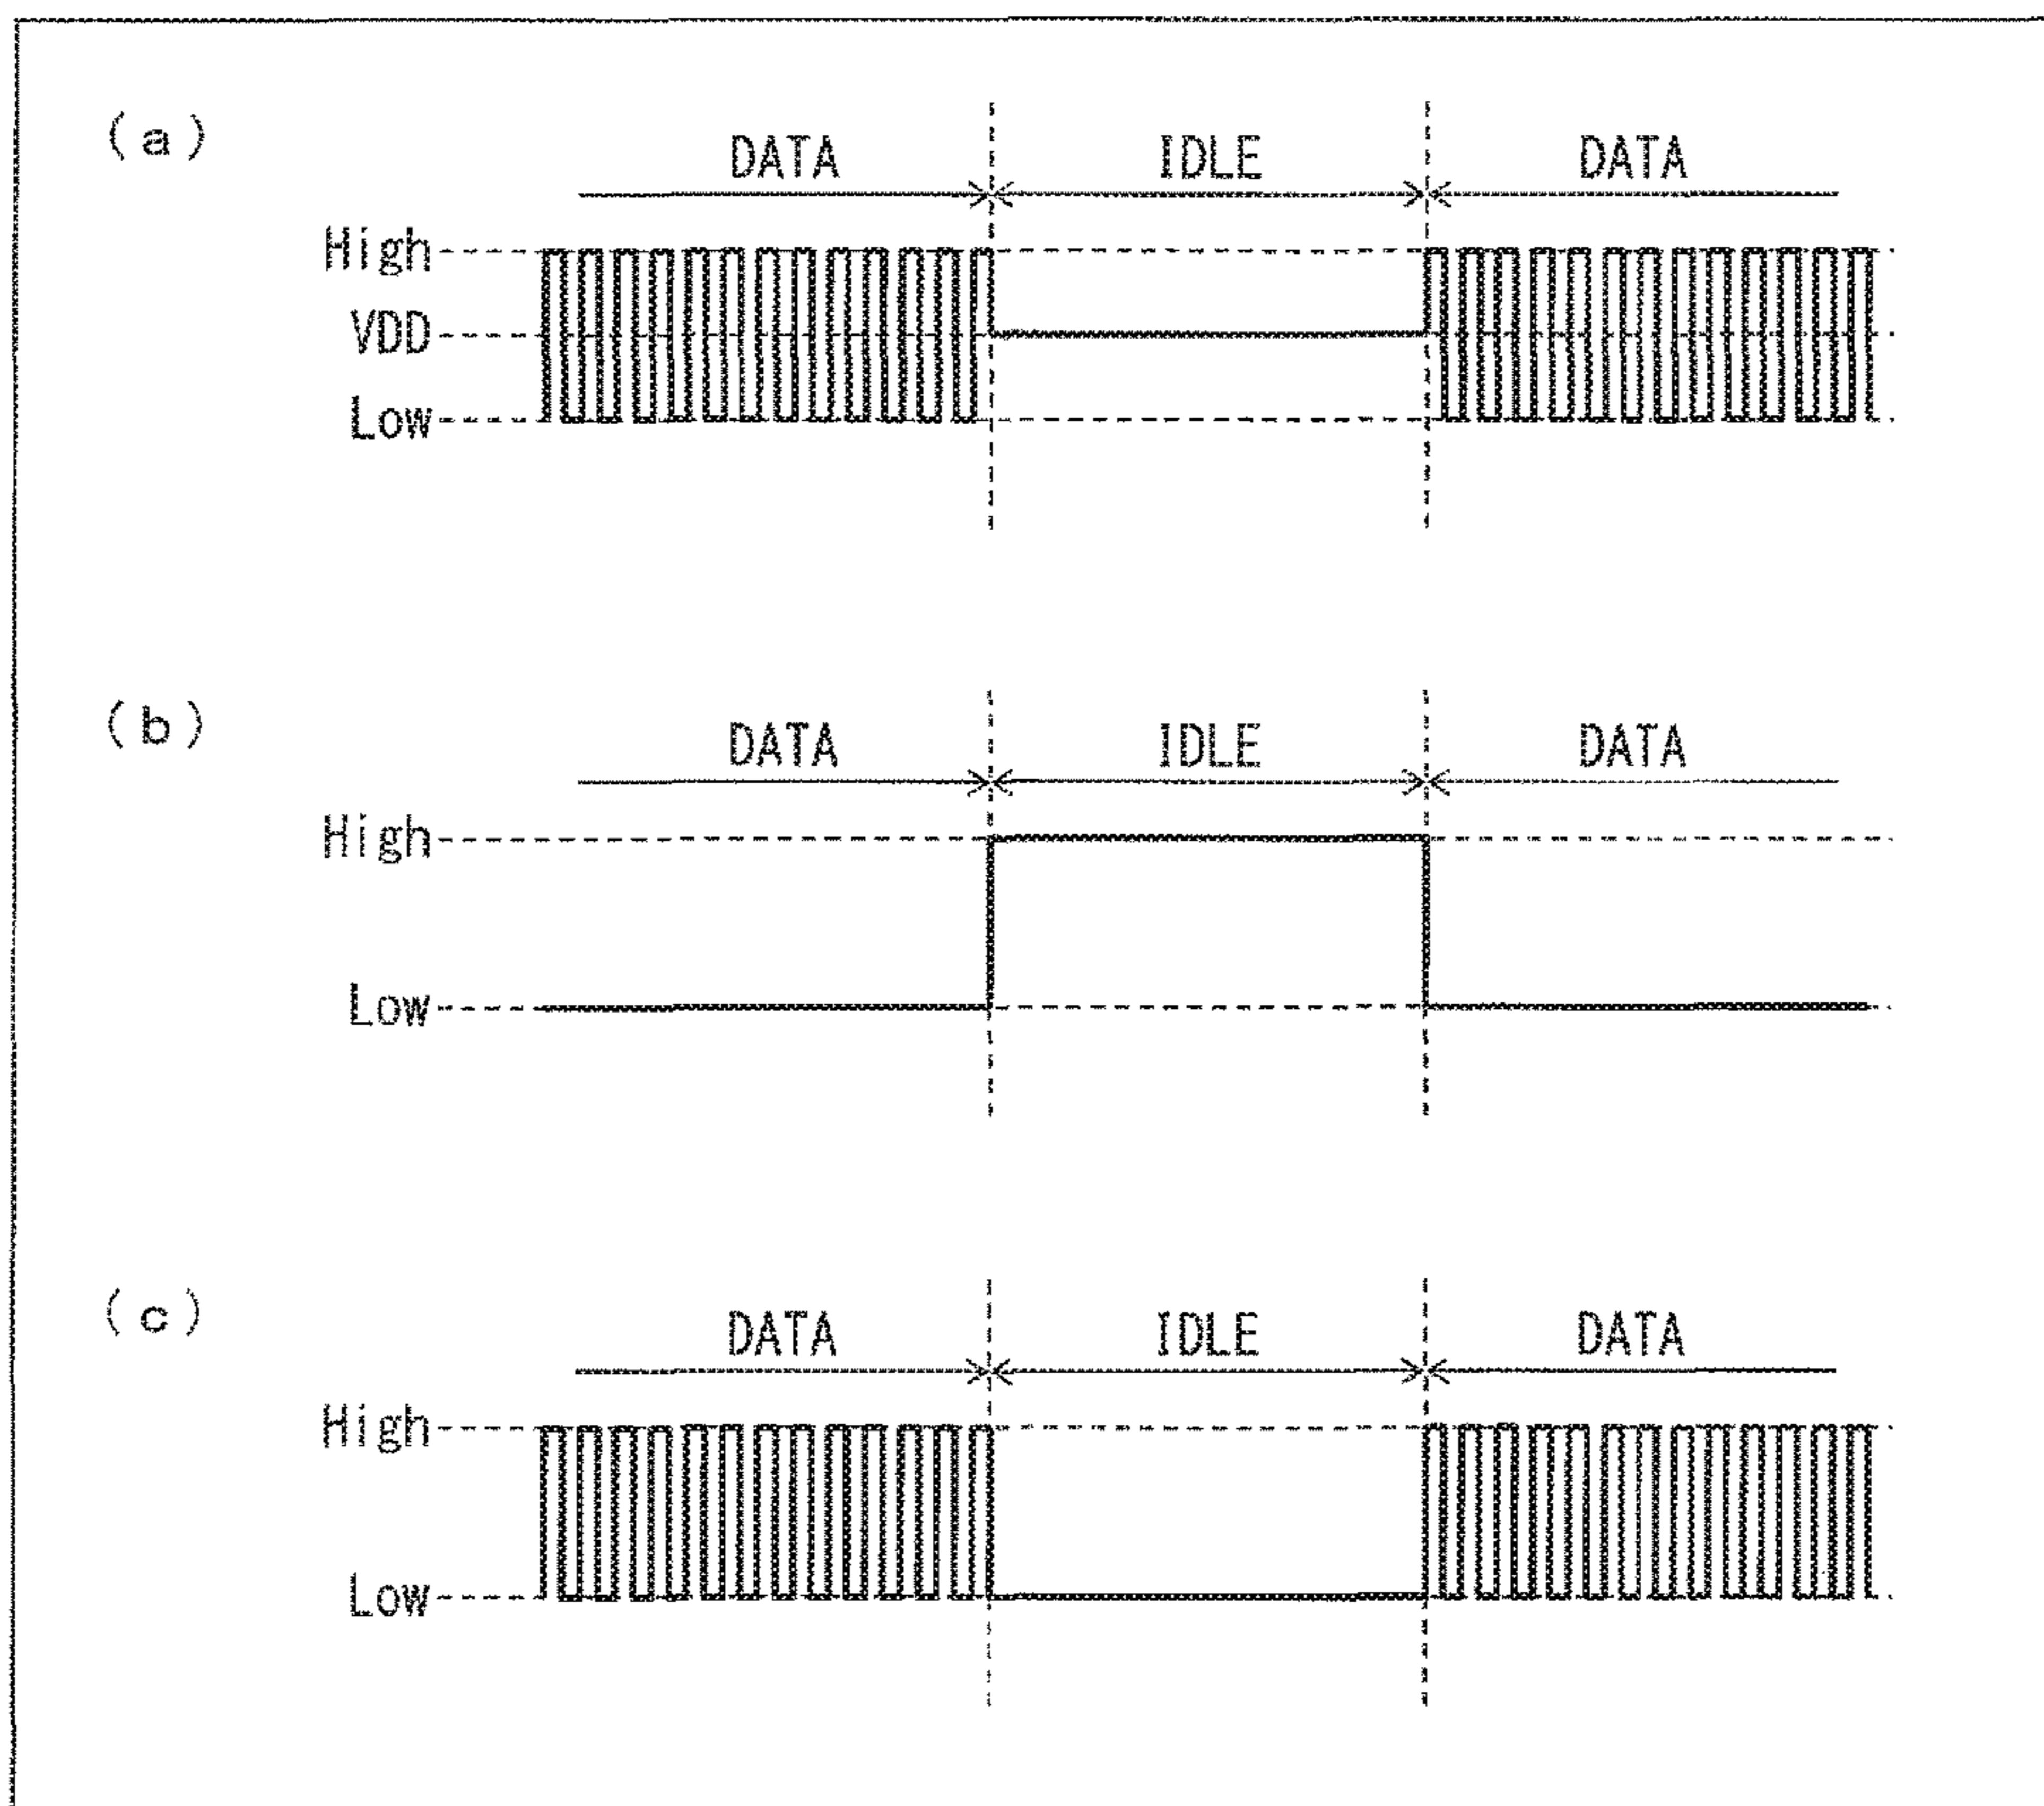 (a)
DATA IDLE DATA
High
VDD
Low
(b)
DATA IDLE DATA
High
Low
(c)
DATA IDLE DATA
High
Low